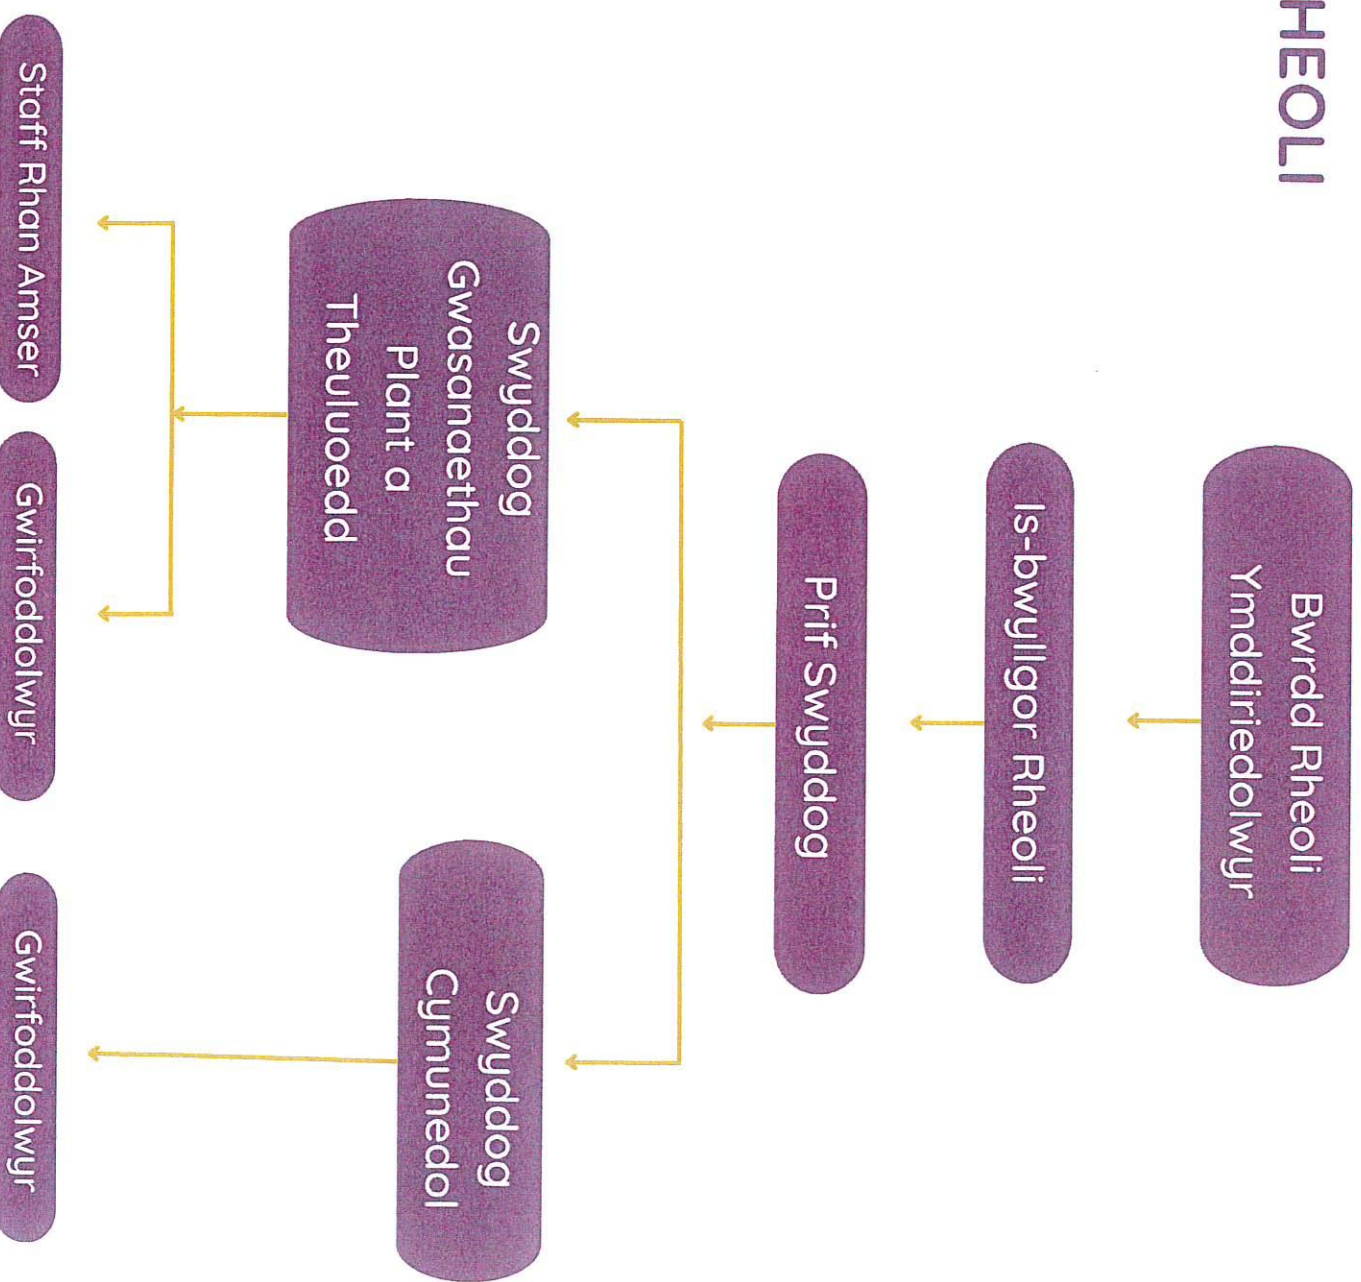 HEOLI
Bwrdd Rheoli
Ymddiriedolwyr
Is-bwyllgor Rheoli
Prif Swyddog
Swyddog
Gwasanaethau
Plant a
Theuluoedd
Swyddog
Cymunedol
Staff Rhan Amser
Gwirfoddolwyr
Gwirfoddolwyr